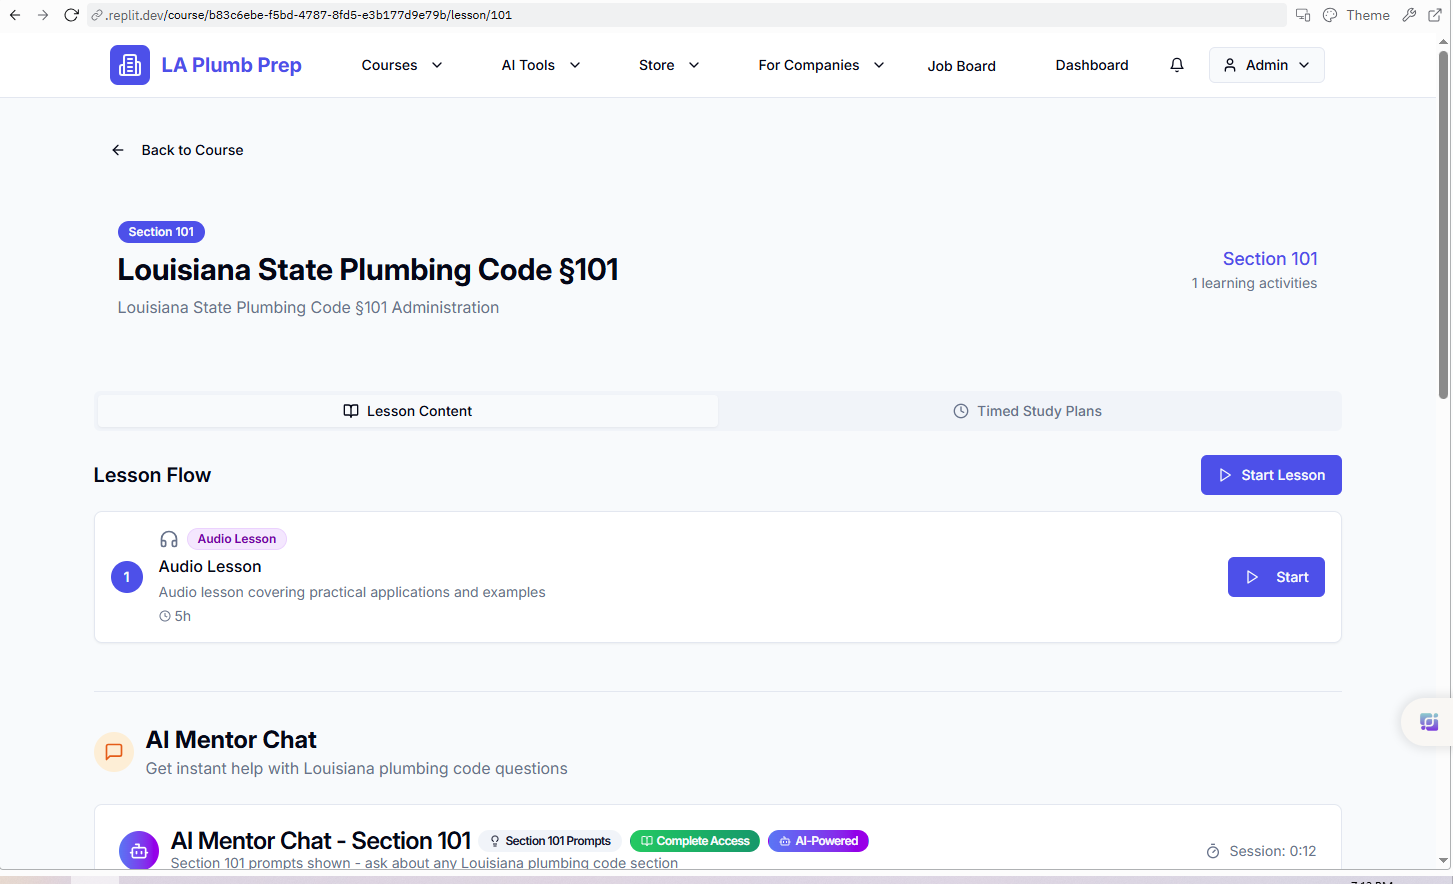 .replit.dev/course/b83c6ebe-f5bd-4787-8fd5-e3b177d9e79b/lesson/101
Theme
LA Plumb Prep
Courses
AI Tools
Store
For Companies
Job Board
Dashboard
Admin
Back to Course
Section 101
Louisiana State Plumbing Code §101
Louisiana State Plumbing Code §101 Administration
Section 101
1 learning activities
Lesson Content
Timed Study Plans
Lesson Flow
Start Lesson
Audio Lesson
1
Audio Lesson
Audio lesson covering practical applications and examples
5h
Start
AI Mentor Chat
Get instant help with Louisiana plumbing code questions
AI Mentor Chat - Section 101
Section 101 Prompts
Complete Access
AI-Powered
Section 101 prompts shown - ask about any Louisiana plumbing code section
Session: 0:12